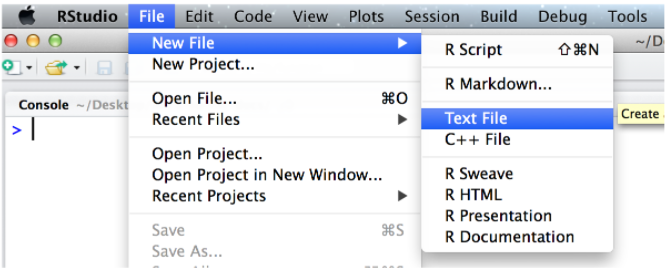 RStudio File Edit Code View Plots Session Build Debug Tools
New File
New Project...
Open File... ⌘O
Recent Files
Open Project...
Open Project in New Window...
Recent Projects
Save ⌘S
Save As...
R Script ⇧⌘N
R Markdown...
Text File
C++ File
R Sweave
R HTML
R Presentation
R Documentation
~/D
Create
Console ~/Deskt
>